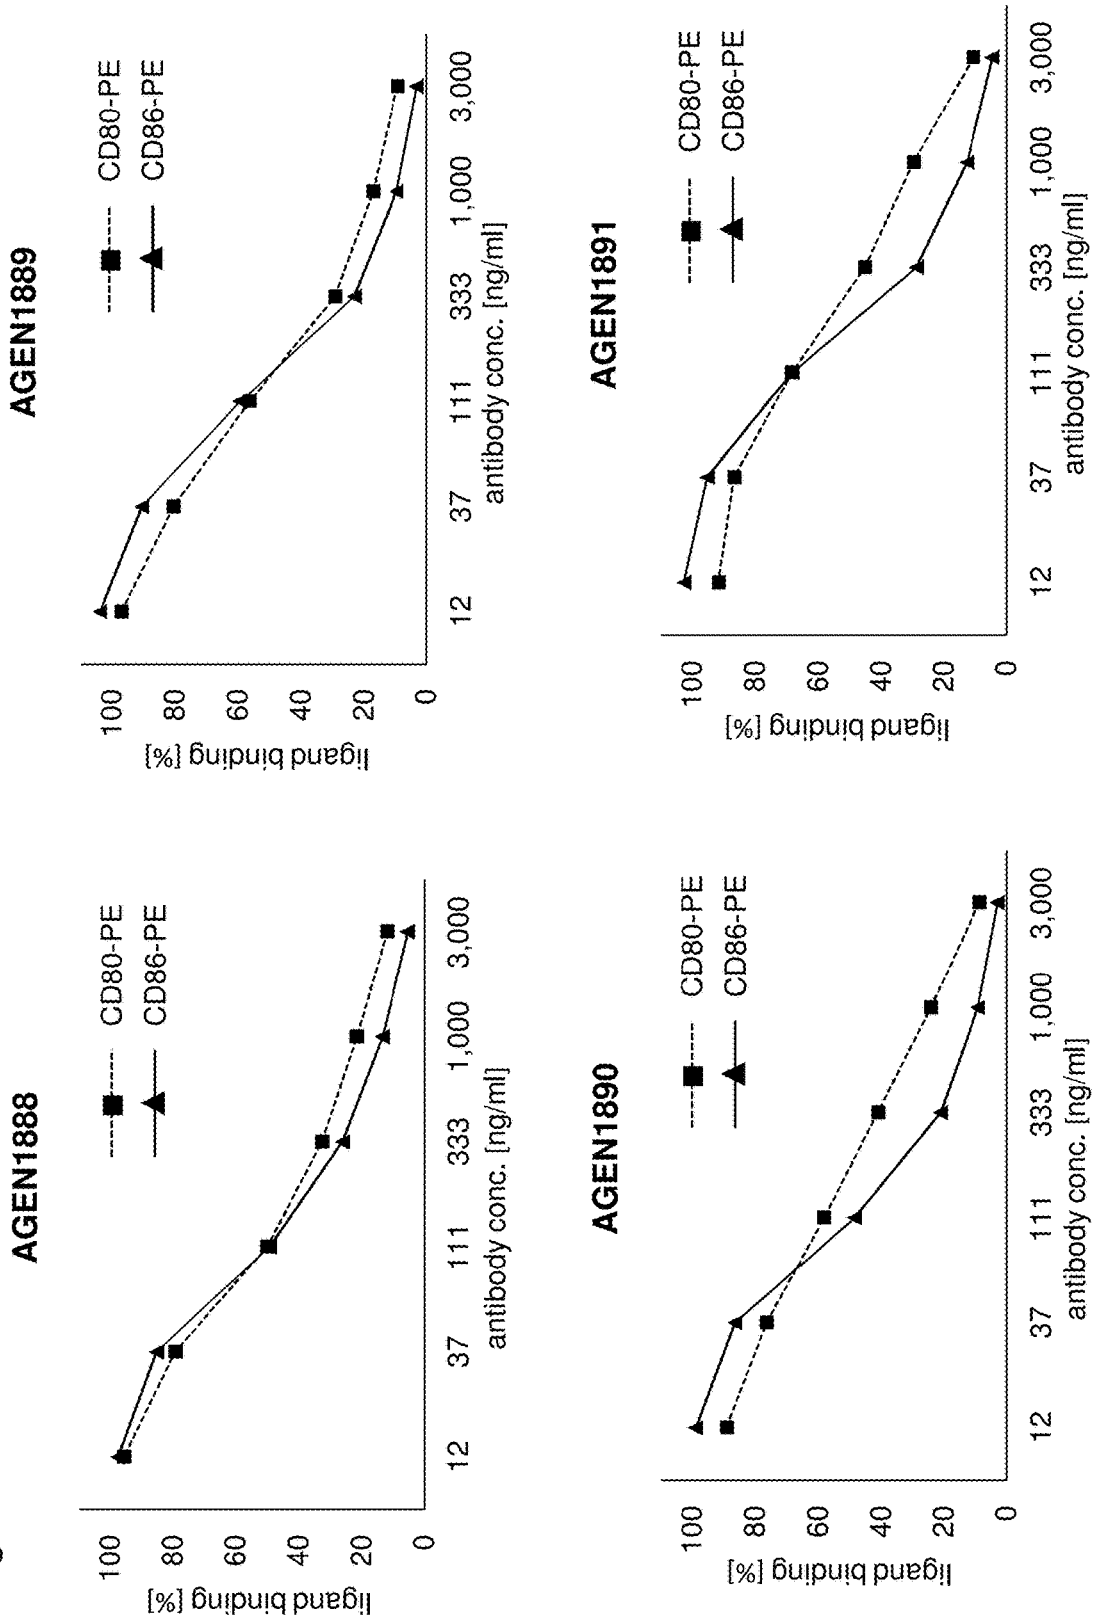 AGEN1888
CD80-PE
CD86-PE
ligand binding [%]
100
80
60
40
20
0
12 37 111 333 1,000 3,000
antibody conc. [ng/ml]
AGEN1889
CD80-PE
CD86-PE
ligand binding [%]
100
80
60
40
20
0
12 37 111 333 1,000 3,000
antibody conc. [ng/ml]
AGEN1890
CD80-PE
CD86-PE
ligand binding [%]
100
80
60
40
20
0
12 37 111 333 1,000 3,000
antibody conc. [ng/ml]
AGEN1891
CD80-PE
CD86-PE
ligand binding [%]
100
80
60
40
20
0
12 37 111 333 1,000 3,000
antibody conc. [ng/ml]